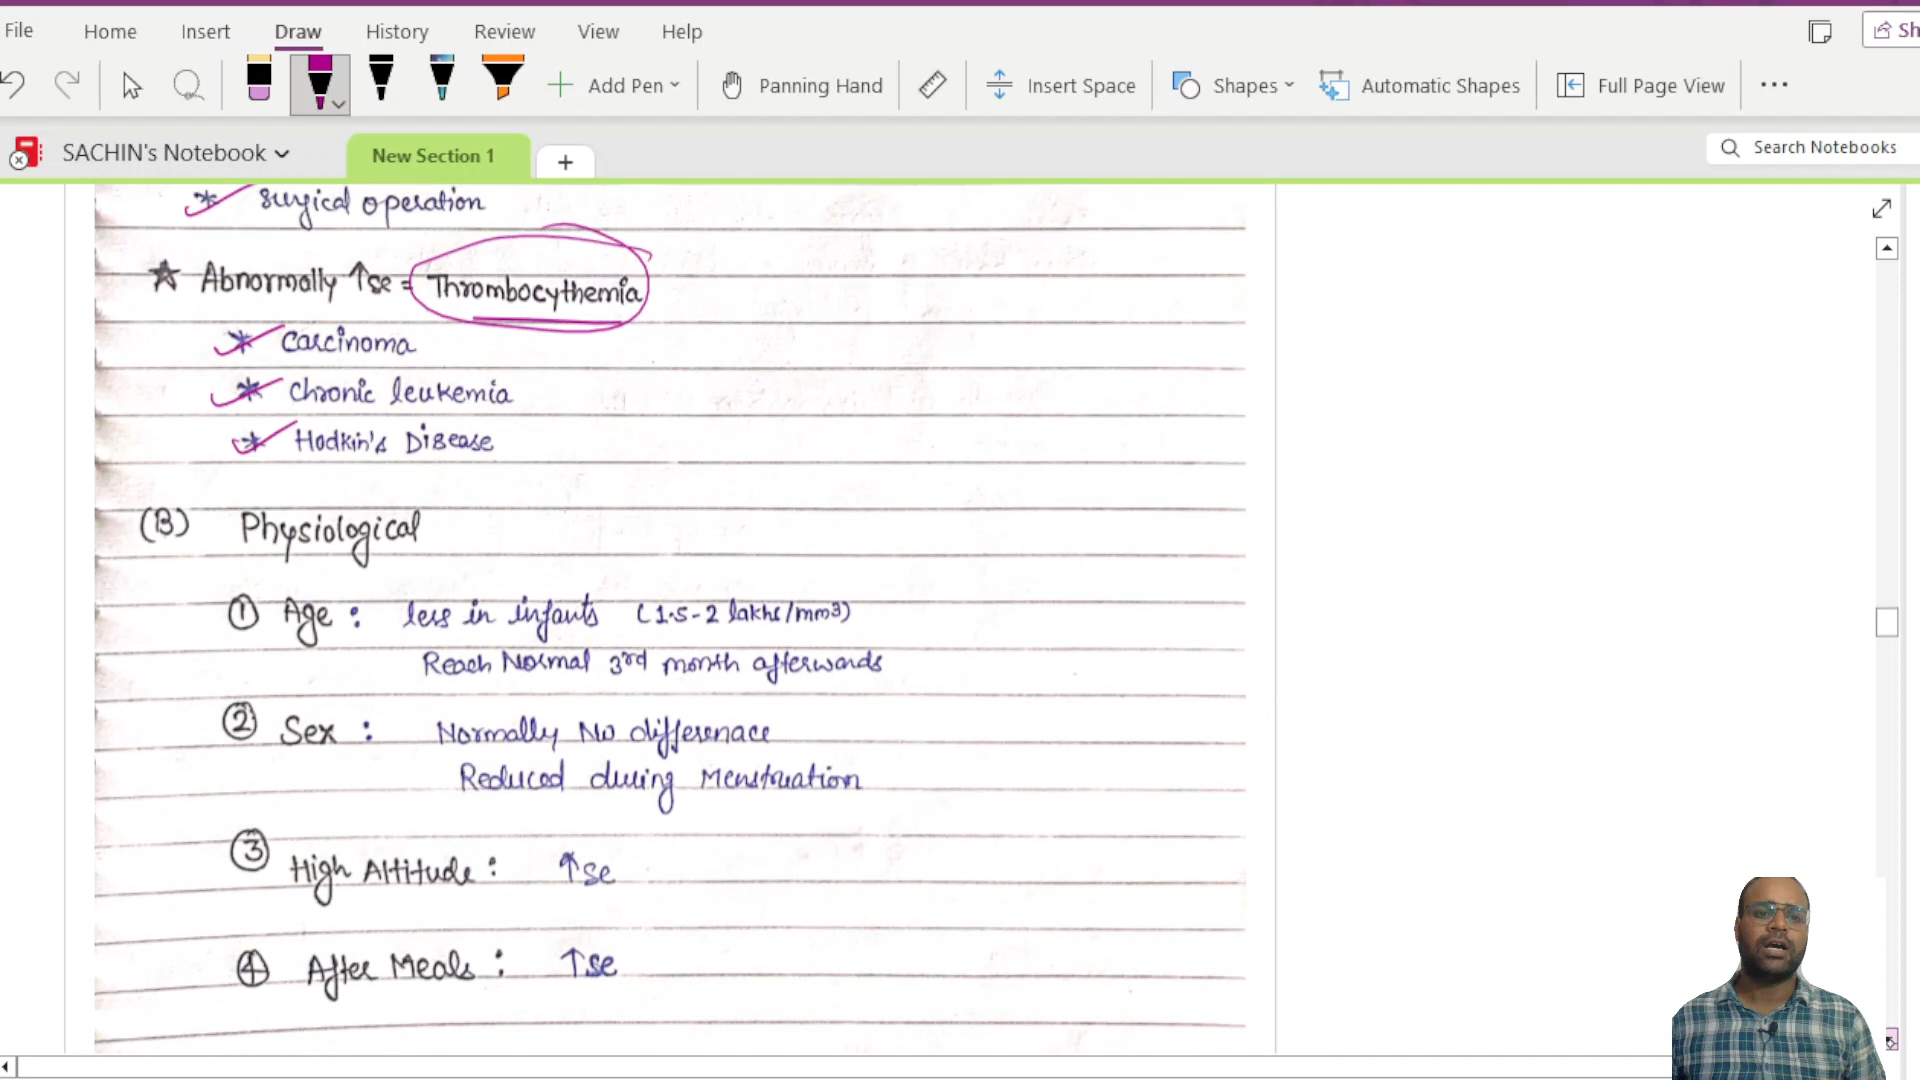 File Home Insert Draw History Review View Help Sh
Add Pen Panning Hand Insert Space Shapes Automatic Shapes Full Page View
SACHIN's Notebook New Section 1 + Search Notebooks
* Surgical operation
☆ Abnormally ↑se = Thrombocythemia
* Carcinoma
* Chronic leukemia
* Hodkin's Disease
(B) Physiological
① Age : less in infants (1.5-2 lakhs/mm3)
Reach Normal 3rd month afterwards
② Sex : Normally No differenace
Reduced during Menstruation
③ High Altitude : ↑se
④ After Meals : ↑se